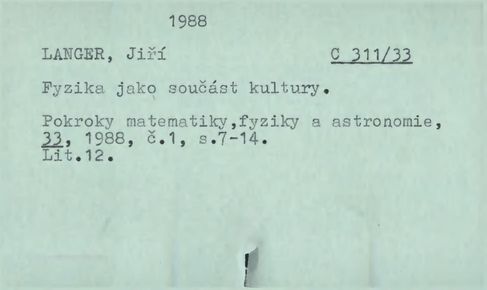 1988
LANGER, Jiří C 311/33
Fyzika jako součást kultury.
Pokroky matematiky,fyziky a astronomie,
33, 1988, č.1, s.7-14.
Lit.12.